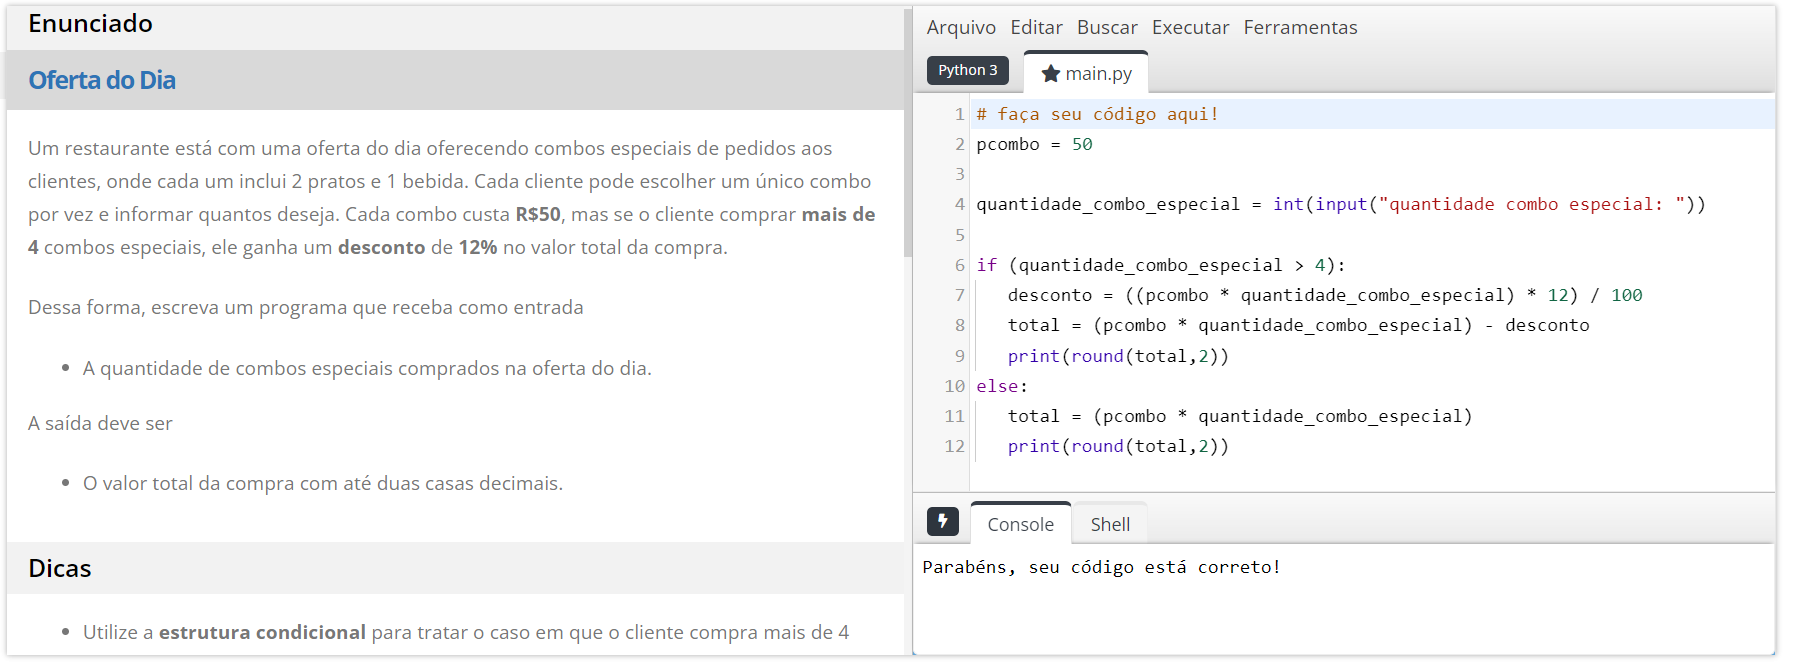 Enunciado
Oferta do Dia
Um restaurante está com uma oferta do dia oferecendo combos especiais de pedidos aos
clientes, onde cada um inclui 2 pratos e 1 bebida. Cada cliente pode escolher um único combo
por vez e informar quantos deseja. Cada combo custa R$50, mas se o cliente comprar mais de
4 combos especiais, ele ganha um desconto de 12% no valor total da compra.
Dessa forma, escreva um programa que receba como entrada
• A quantidade de combos especiais comprados na oferta do dia.
A saída deve ser
• O valor total da compra com até duas casas decimais.
Dicas
• Utilize a estrutura condicional para tratar o caso em que o cliente compra mais de 4
Arquivo Editar Buscar Executar Ferramentas
Python 3 main.py
1 # faça seu código aqui!
2 pcombo = 50
3
4 quantidade_combo_especial = int(input("quantidade combo especial: "))
5
6 if (quantidade_combo_especial > 4):
7    desconto = ((pcombo * quantidade_combo_especial) * 12) / 100
8    total = (pcombo * quantidade_combo_especial) - desconto
9    print(round(total,2))
10 else:
11    total = (pcombo * quantidade_combo_especial)
12    print(round(total,2))
Console Shell
Parabéns, seu código está correto!